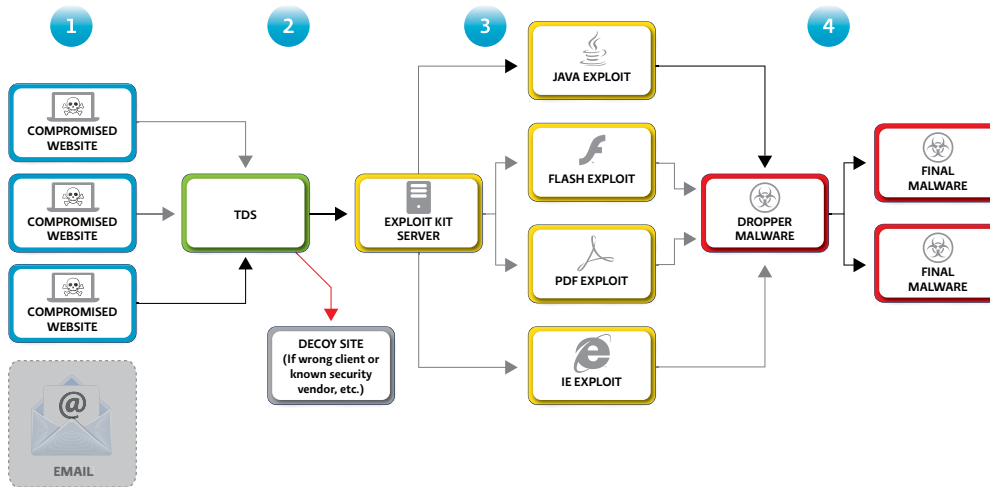 1
2
3
4
COMPROMISED
WEBSITE
COMPROMISED
WEBSITE
COMPROMISED
WEBSITE
@
EMAIL
TDS
DECOY SITE
(If wrong client or
known security
vendor, etc.)
EXPLOIT KIT
SERVER
JAVA EXPLOIT
FLASH EXPLOIT
PDF EXPLOIT
IE EXPLOIT
DROPPER
MALWARE
FINAL
MALWARE
FINAL
MALWARE